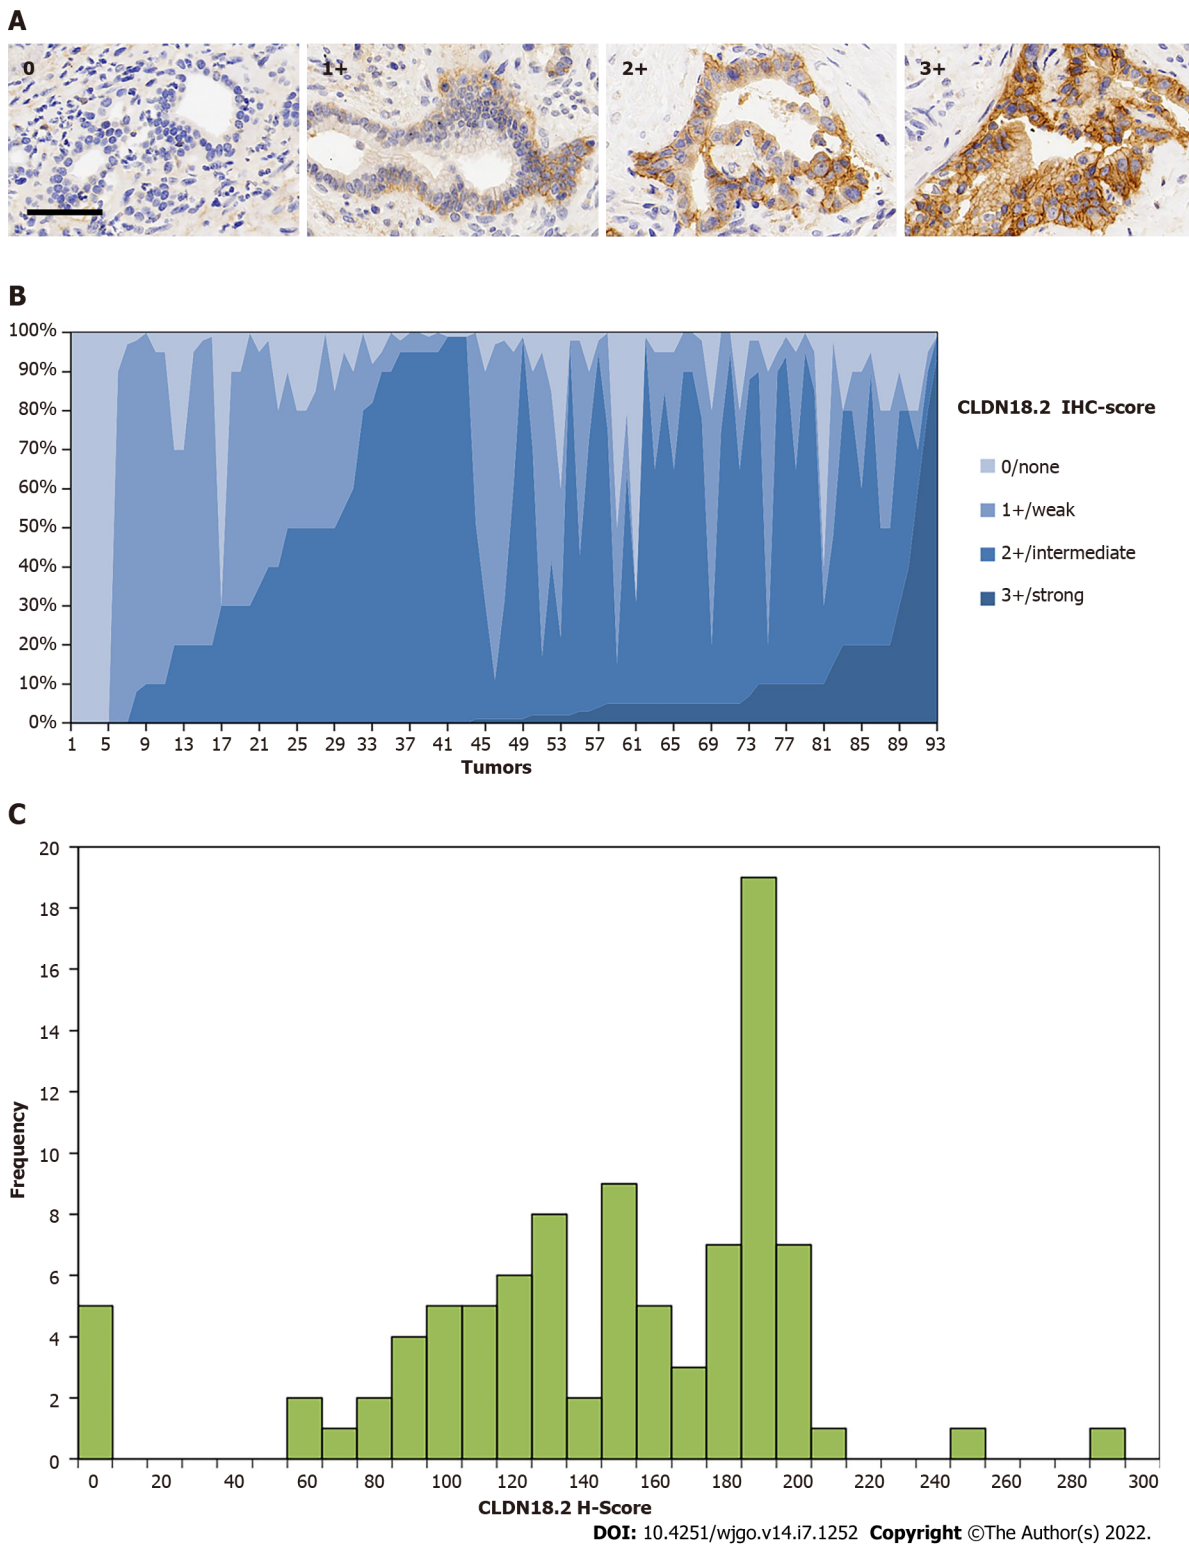 A
0 1+ 2+ 3+
B
100%
90%
80%
70%
60%
50%
40%
30%
20%
10%
0%
1 5 9 13 17 21 25 29 33 37 41 45 49 53 57 61 65 69 73 77 81 85 89 93
Tumors
CLDN18.2 IHC-score
0/none
1+/weak
2+/intermediate
3+/strong
C
20
18
16
14
12
10
8
6
4
2
0
Frequency
0 20 40 60 80 100 120 140 160 180 200 220 240 260 280 300
CLDN18.2 H-Score
DOI: 10.4251/wjgo.v14.i7.1252 Copyright ©The Author(s) 2022.